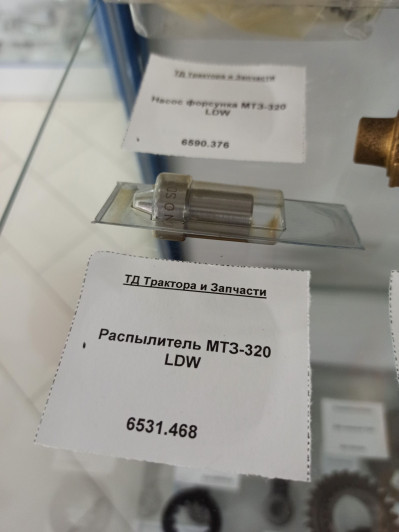 ТД Трактора и Запчасти
Насос форсунка МТЗ-320
LDW
6590.376
ТД Трактора и Запчасти
Распылитель МТЗ-320
LDW
6531.468